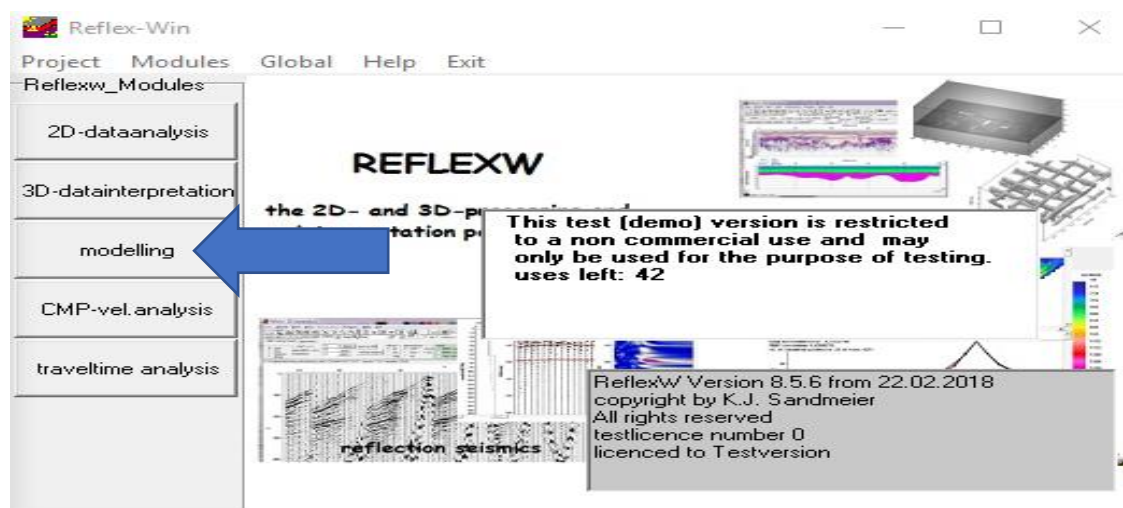 Reflex-Win
Project Modules Global Help Exit
Reflexw_Modules
2D-dataanalysis
3D-datainterpretation
modelling
CMP-vel.analysis
traveltime analysis
REFLEXW
the 2D- and 3D-processing and
This test (demo) version is restricted
to a non commercial use and may
only be used for the purpose of testing.
uses left: 42
reflection seismics
ReflexW Version 8.5.6 from 22.02.2018
copyright by K.J. Sandmeier
All rights reserved
testlicence number 0
licenced to Testversion